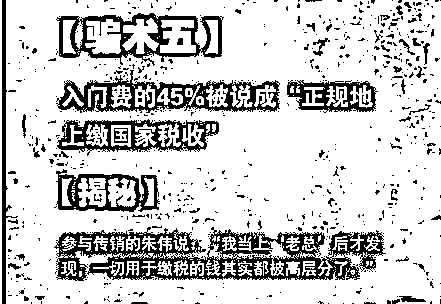 【骗术五】
入门费的45%被说成“正规地
上缴国家税收”
【揭秘】
参与传销的朱伟说：“我当上‘老总’后才发
现，一切用于缴税的钱其实都被高层分了。”